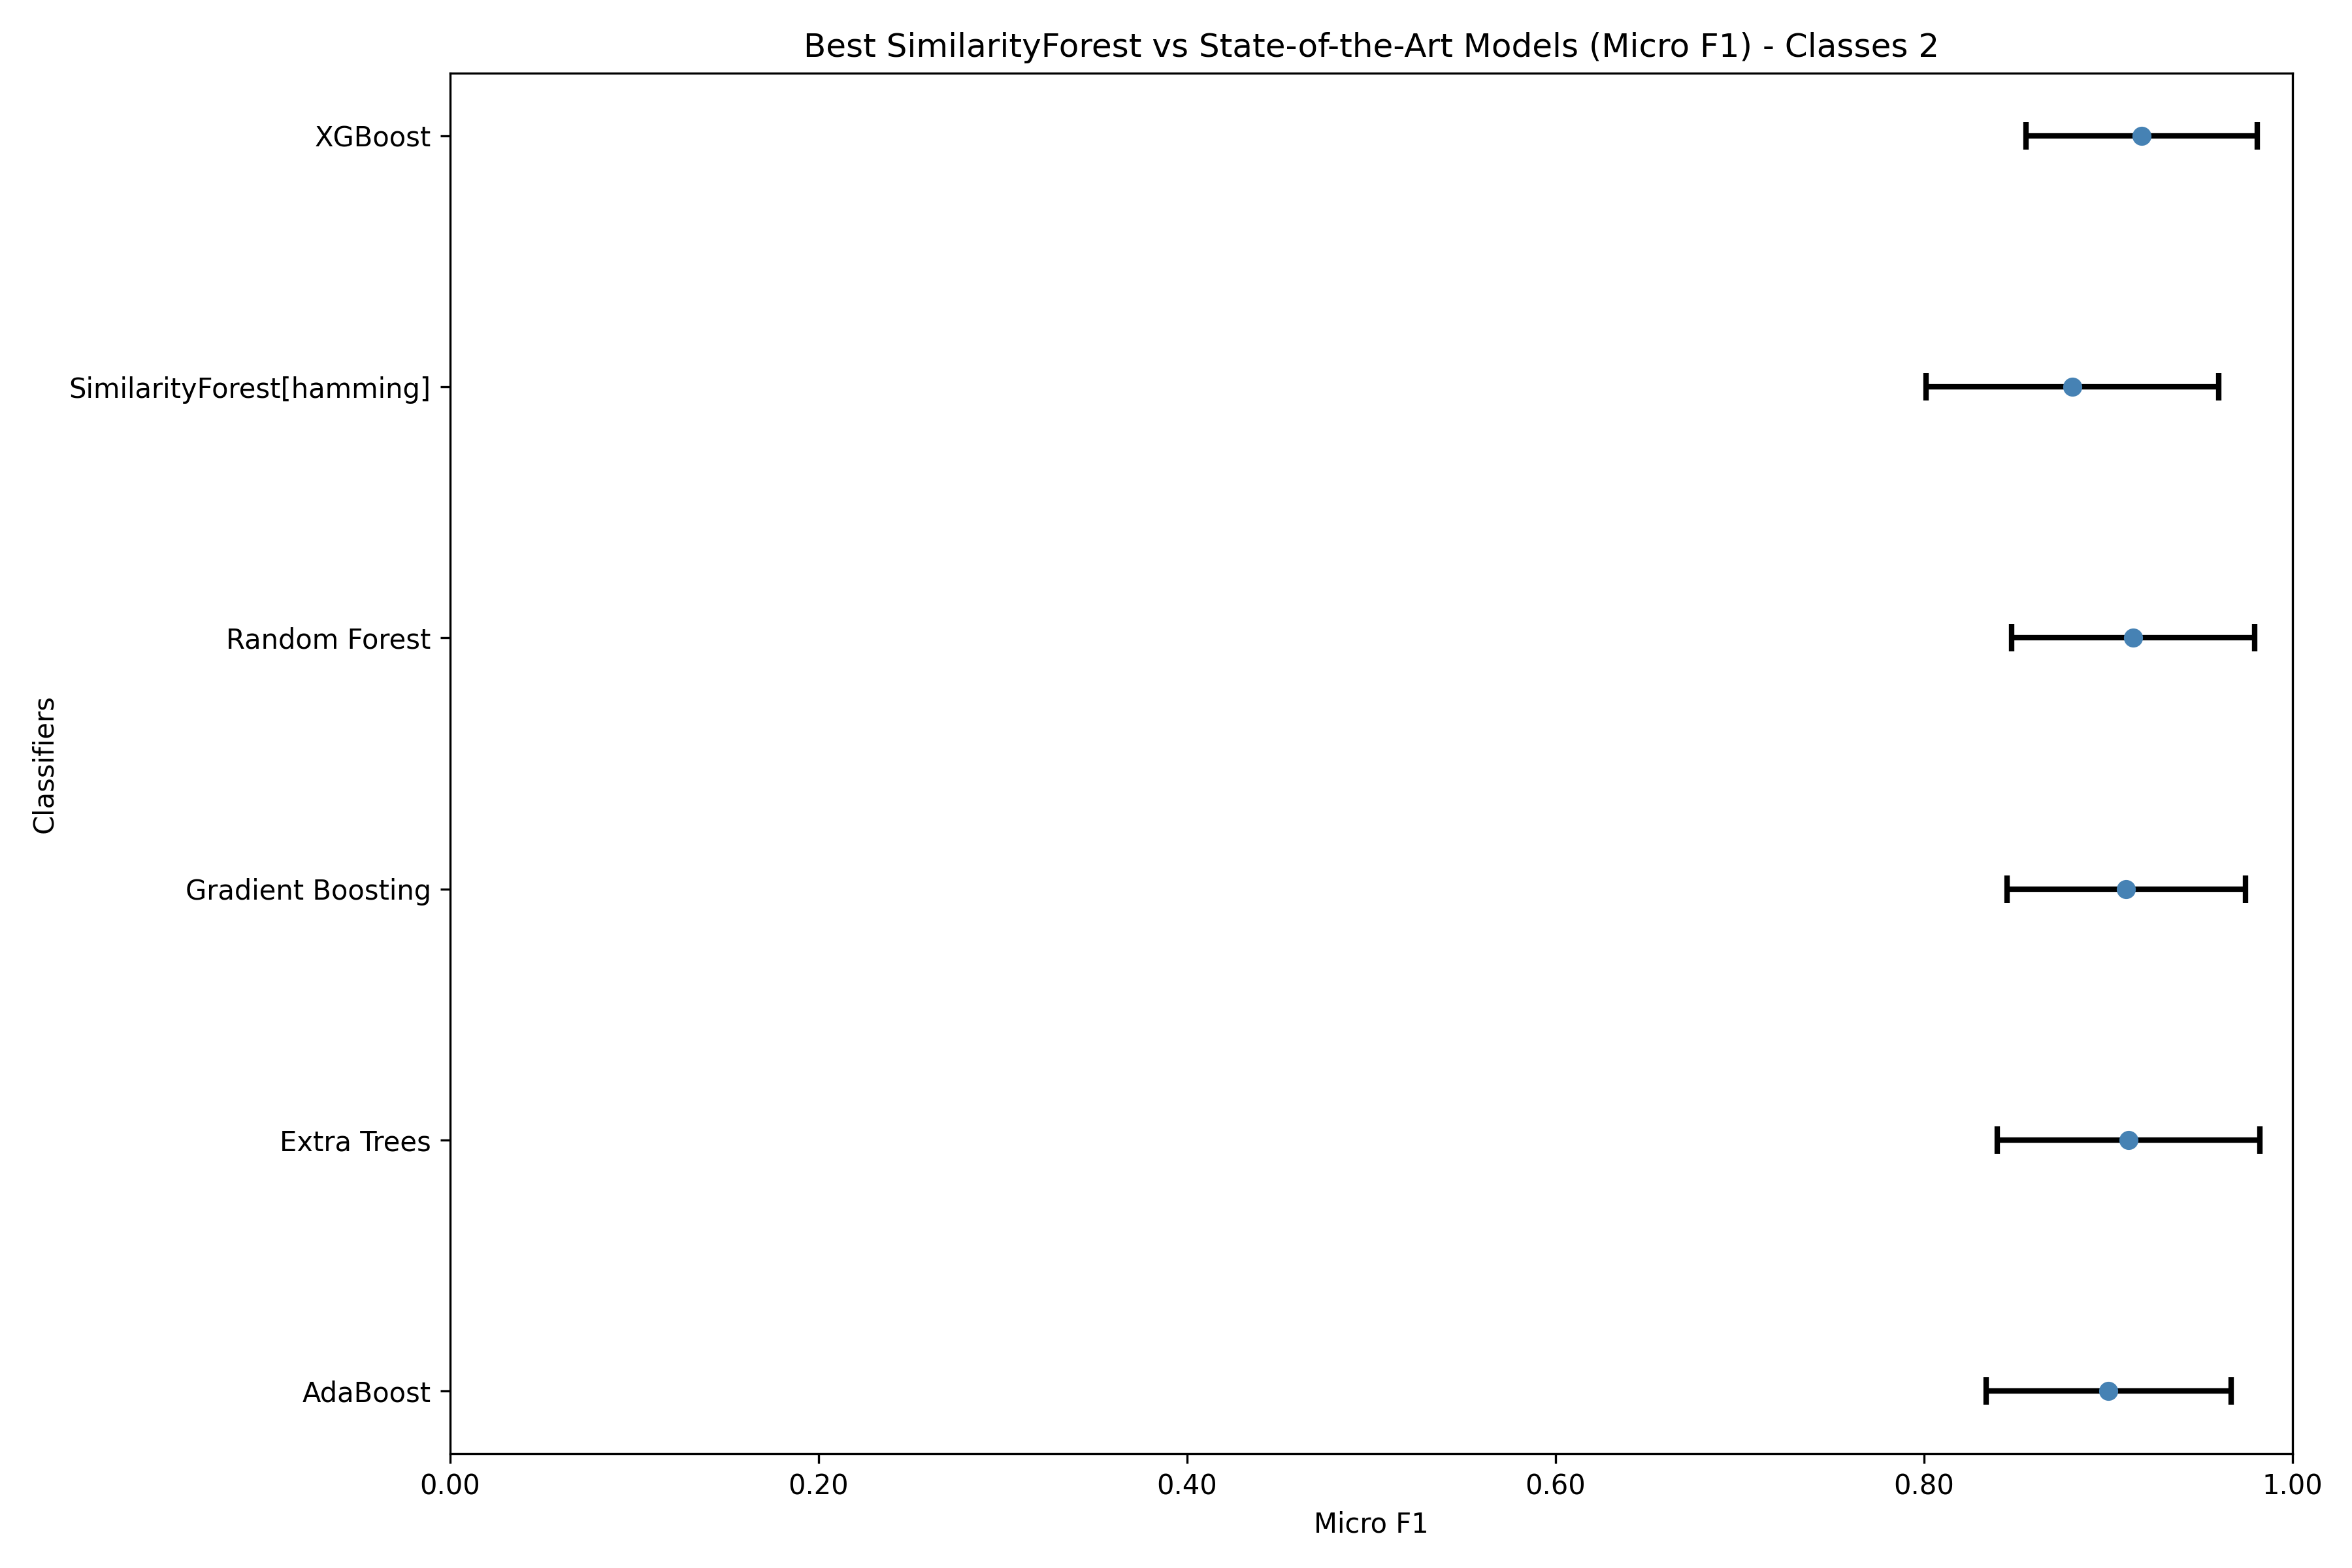 Best SimilarityForest vs State-of-the-Art Models (Micro F1) - Classes 2
Classifiers
XGBoost
SimilarityForest[hamming]
Random Forest
Gradient Boosting
Extra Trees
AdaBoost
0.00 0.20 0.40 0.60 0.80 1.00
Micro F1